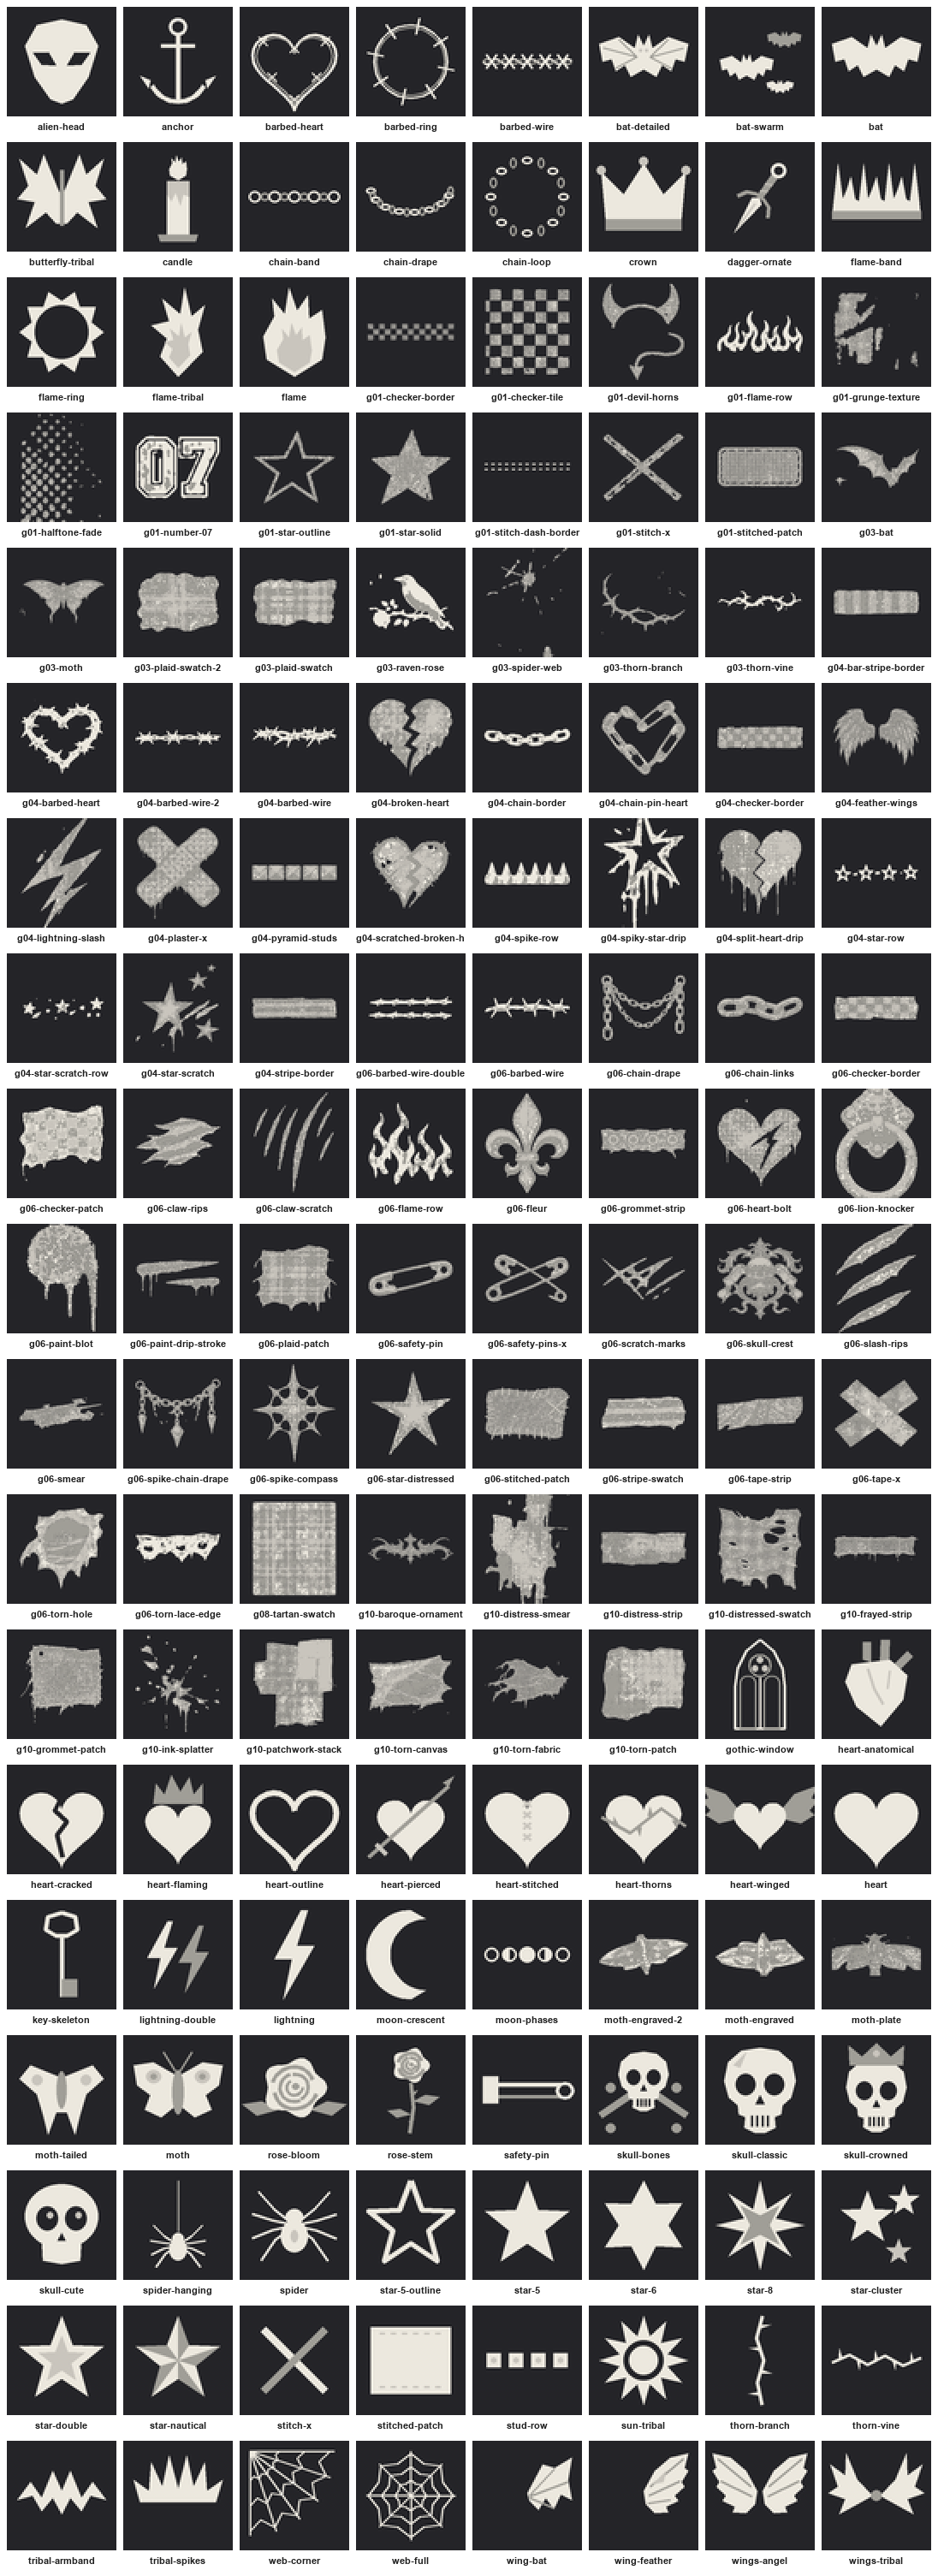 alien-head anchor barbed-heart barbed-ring barbed-wire bat-detailed bat-swarm bat
butterfly-tribal candle chain-band chain-drape chain-loop crown dagger-ornate flame-band
flame-ring flame-tribal flame g01-checker-border g01-checker-tile g01-devil-horns g01-flame-row g01-grunge-texture
07
g01-halftone-fade g01-number-07 g01-star-outline g01-star-solid g01-stitch-dash-border g01-stitch-x g01-stitched-patch g03-bat
g03-moth g03-plaid-swatch-2 g03-plaid-swatch g03-raven-rose g03-spider-web g03-thorn-branch g03-thorn-vine g04-bar-stripe-border
g04-barbed-heart g04-barbed-wire-2 g04-barbed-wire g04-broken-heart g04-chain-border g04-chain-pin-heart g04-checker-border g04-feather-wings
g04-lightning-slash g04-plaster-x g04-pyramid-studs g04-scratched-broken-h g04-spike-row g04-spiky-star-drip g04-split-heart-drip g04-star-row
g04-star-scratch-row g04-star-scratch g04-stripe-border g06-barbed-wire-double g06-barbed-wire g06-chain-drape g06-chain-links g06-checker-border
g06-checker-patch g06-claw-rips g06-claw-scratch g06-flame-row g06-fleur g06-grommet-strip g06-heart-bolt g06-lion-knocker
g06-paint-blot g06-paint-drip-stroke g06-plaid-patch g06-safety-pin g06-safety-pins-x g06-scratch-marks g06-skull-crest g06-slash-rips
g06-smear g06-spike-chain-drape g06-spike-compass g06-star-distressed g06-stitched-patch g06-stripe-swatch g06-tape-strip g06-tape-x
g06-torn-hole g06-torn-lace-edge g08-tartan-swatch g10-baroque-ornament g10-distress-smear g10-distress-strip g10-distressed-swatch g10-frayed-strip
g10-grommet-patch g10-ink-splatter g10-patchwork-stack g10-torn-canvas g10-torn-fabric g10-torn-patch gothic-window heart-anatomical
heart-cracked heart-flaming heart-outline heart-pierced heart-stitched heart-thorns heart-winged heart
key-skeleton lightning-double lightning moon-crescent moon-phases moth-engraved-2 moth-engraved moth-plate
moth-tailed moth rose-bloom rose-stem safety-pin skull-bones skull-classic skull-crowned
skull-cute spider-hanging spider star-5-outline star-5 star-6 star-8 star-cluster
star-double star-nautical stitch-x stitched-patch stud-row sun-tribal thorn-branch thorn-vine
tribal-armband tribal-spikes web-corner web-full wing-bat wing-feather wings-angel wings-tribal